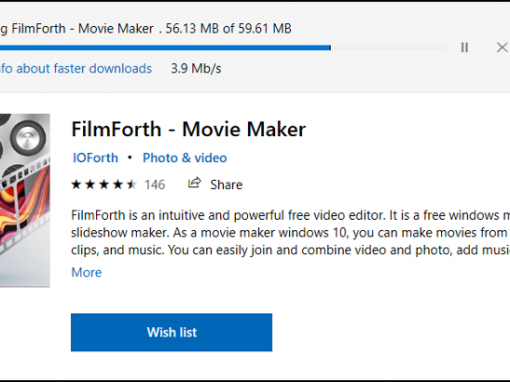 g FilmForth - Movie Maker . 56.13 MB of 59.61 MB
nfo about faster downloads 3.9 Mb/s
FilmForth - Movie Maker
IOForth • Photo & video
146 Share
FilmForth is an intuitive and powerful free video editor. It is a free windows m
slideshow maker. As a movie maker windows 10, you can make movies from
clips, and music. You can easily join and combine video and photo, add musi
More
Wish list